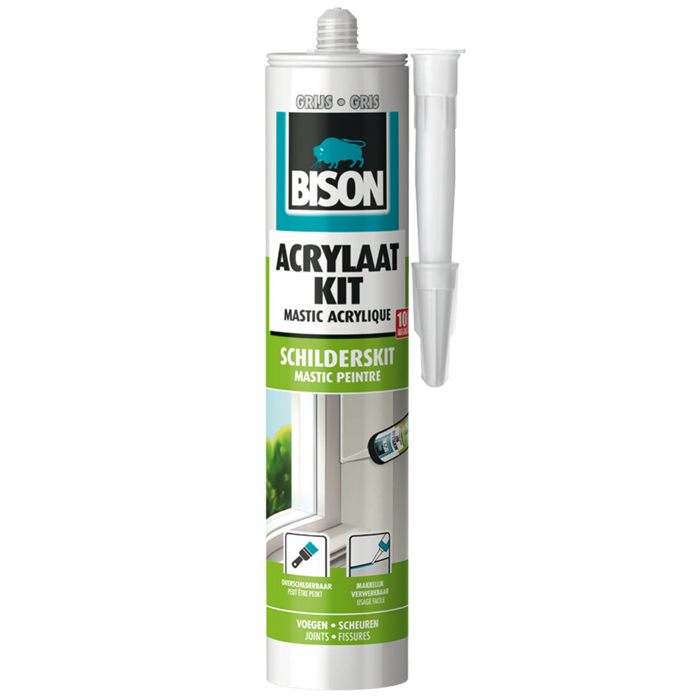 GRIJS • GRIS
BISON
ACRYLAAT
KIT
MASTIC ACRYLIQUE
SCHILDERSKIT
MASTIC PEINTRE
OVERSCHILDERBAAR
PEUT ÊTRE PEINT
MAKKELIJK
VERWERKBAAR
USAGE FACILE
VOEGEN • SCHEUREN
JOINTS • FISSURES